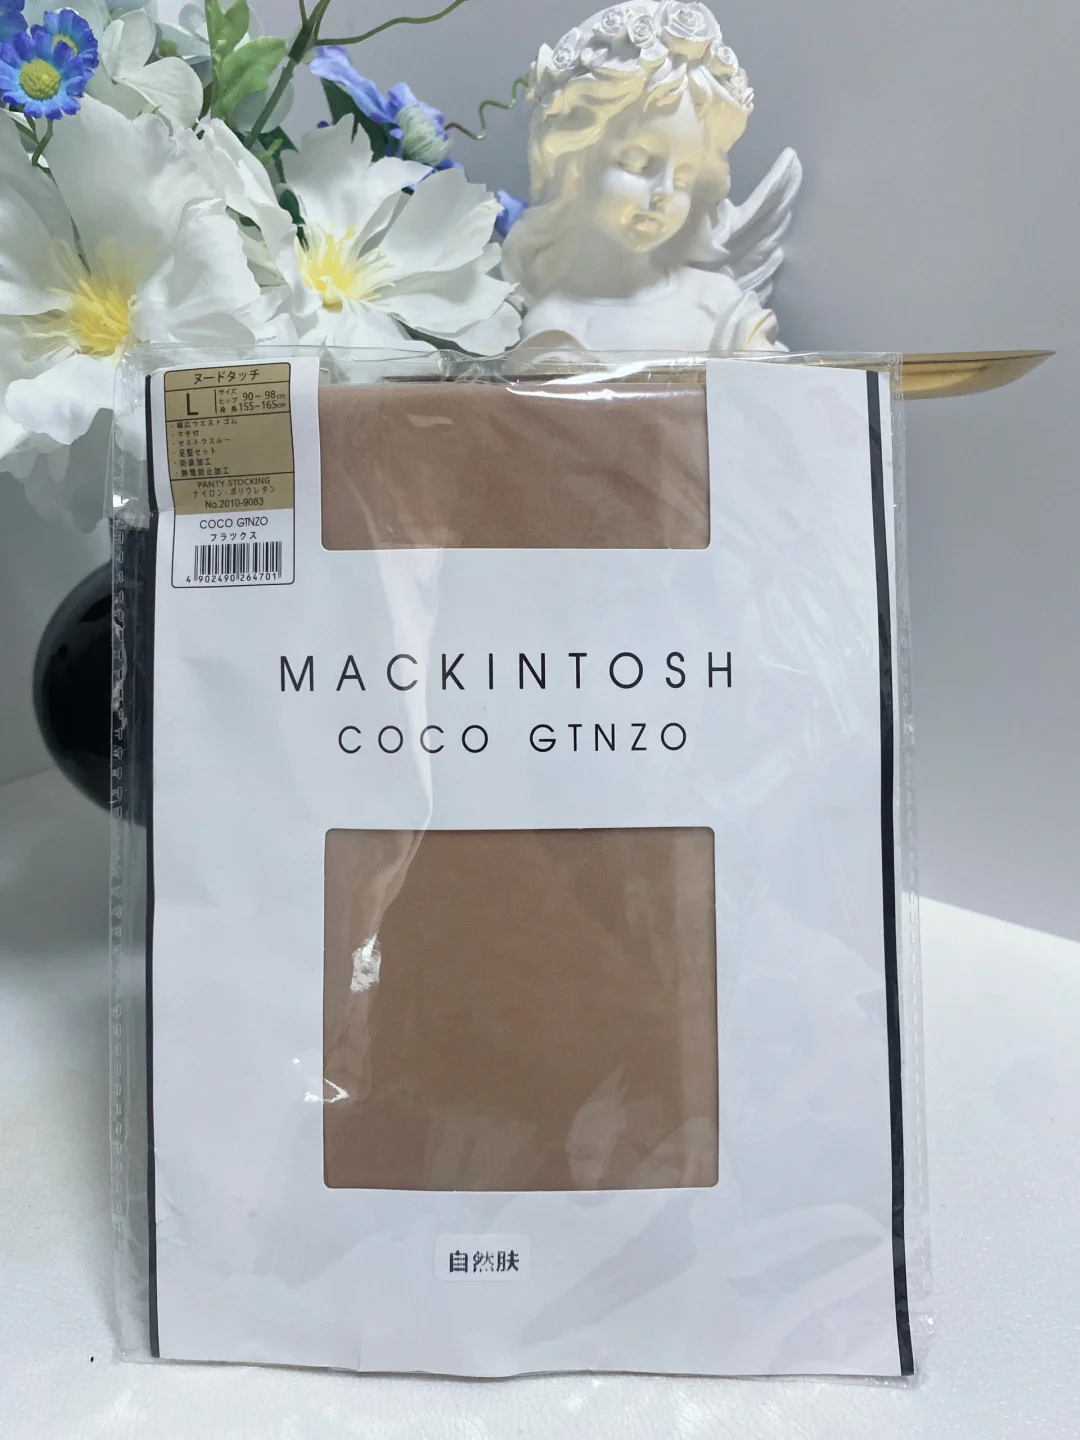 ヌードタッチ
L
サイズ
ヒップ 90-98cm
身長 155-165cm
・幅広ウエストゴム
・マチ付
・セミトウスルー
・足型セット
・防臭加工
・静電防止加工
PANTY STOCKING
ナイロン・ポリウレタン
No.2010-9083
COCO GTNZO
フラックス
4 902490 264701
MACKINTOSH
COCO GTNZO
自然肤